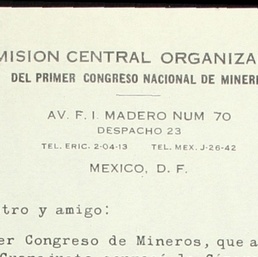 MISION CENTRAL ORGANIZA
DEL PRIMER CONGRESO NACIONAL DE MINER
AV. F. I. MADERO NUM 70
DESPACHO 23
TEL. ERIC. 2-04-13 TEL. MEX. J-26-42
MEXICO, D. F.
tro y amigo:
er Congreso de Mineros, que a